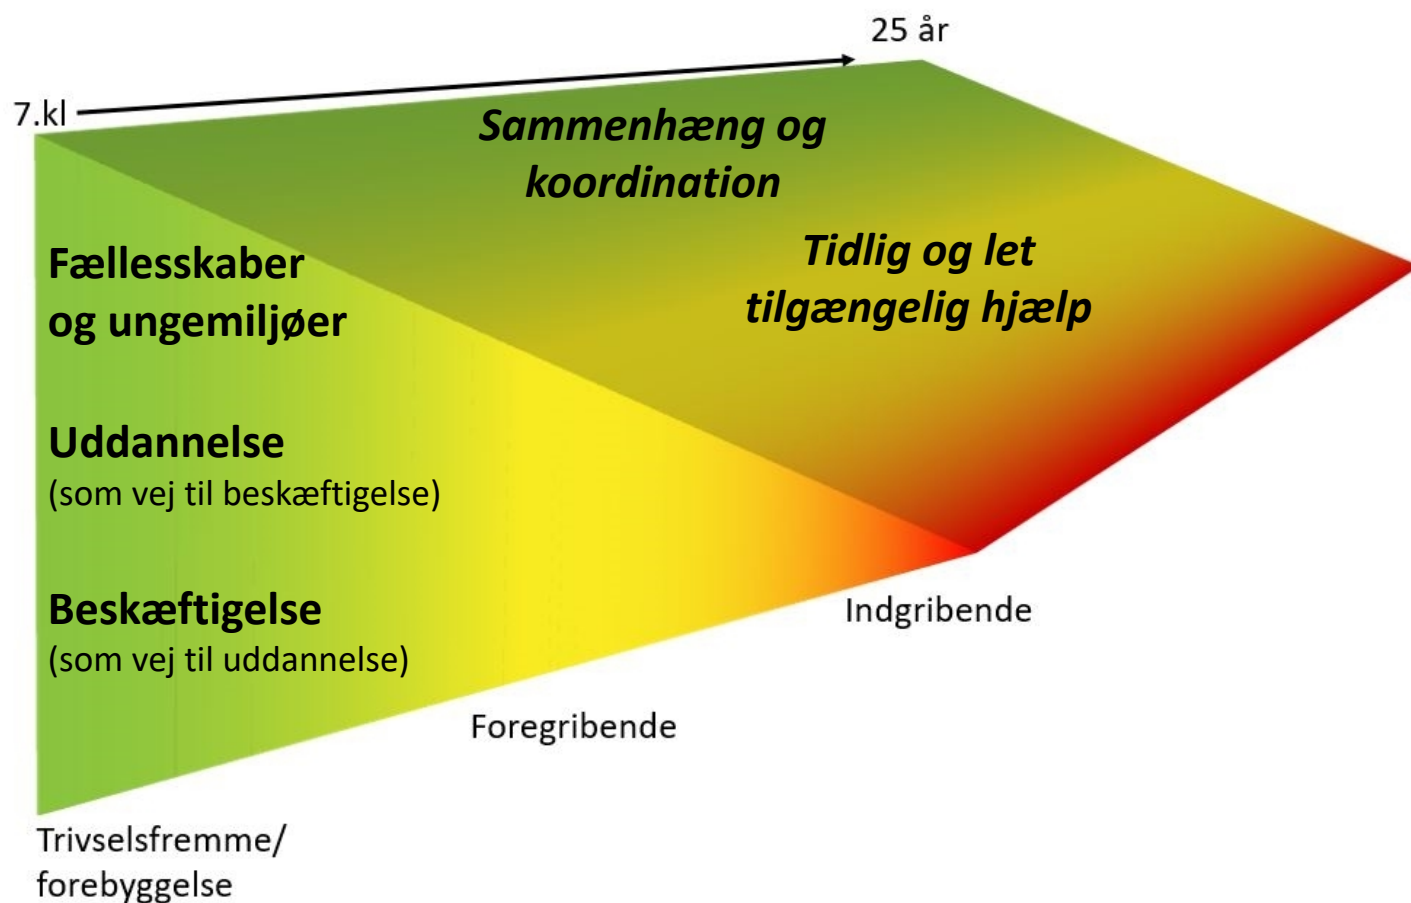 25 år
7.kl
Sammenhæng og
koordination
Tidlig og let
tilgængelig hjælp
Fællesskaber
og ungemiljøer
Uddannelse
(som vej til beskæftigelse)
Beskæftigelse
(som vej til uddannelse)
Indgribende
Foregribende
Trivselsfremme/
forebyggelse